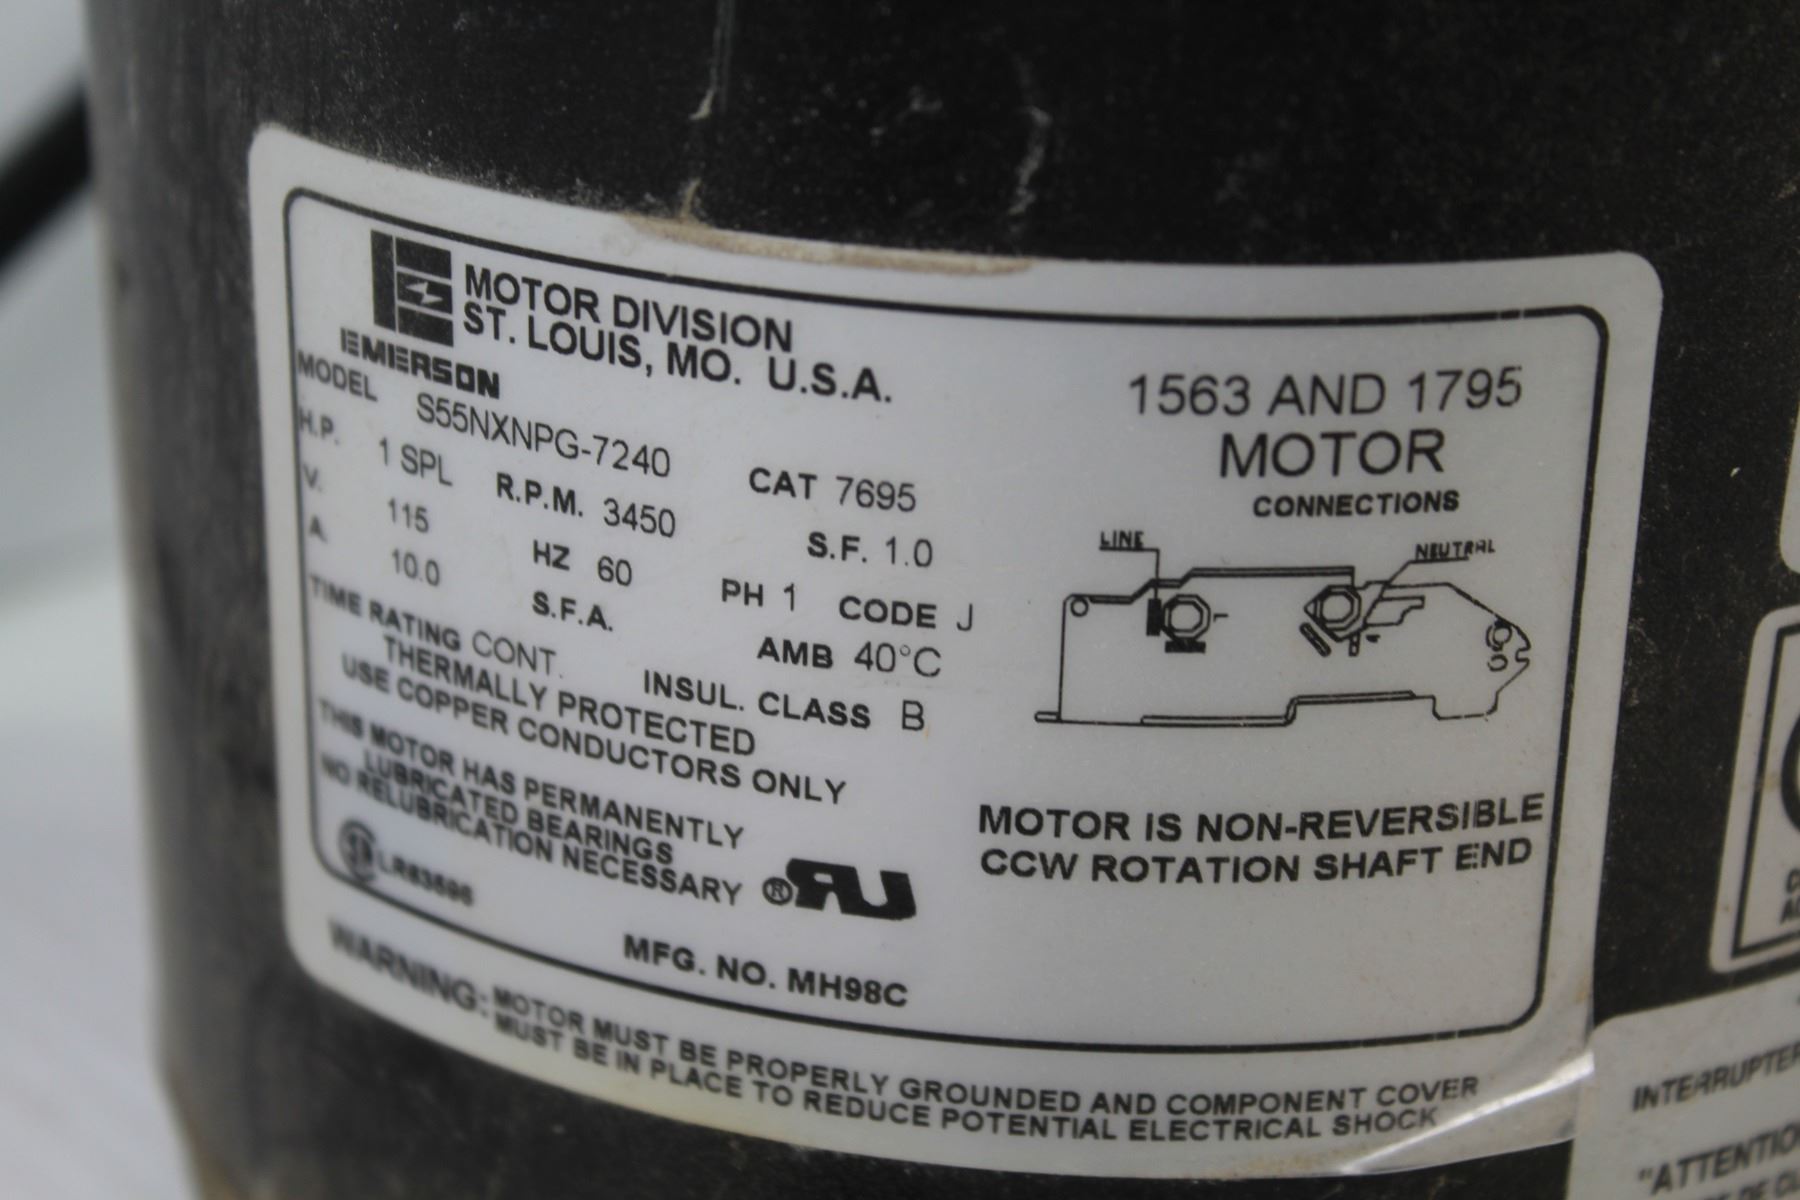 MOTOR DIVISION
ST. LOUIS, MO. U.S.A.
EMERSON
MODEL S55NXNPG-7240 CAT 7695
H.P. 1 SPL R.P.M. 3450 S.F. 1.0
V. 115 HZ 60 PH 1 CODE J
A. 10.0 S.F.A. AMB 40°C
TIME RATING CONT. INSUL. CLASS B
THERMALLY PROTECTED
USE COPPER CONDUCTORS ONLY
THIS MOTOR HAS PERMANENTLY
LUBRICATED BEARINGS
NO RELUBRICATION NECESSARY
MFG. NO. MH98C
1563 AND 1795
MOTOR
CONNECTIONS
LINE
NEUTRAL
MOTOR IS NON-REVERSIBLE
CCW ROTATION SHAFT END
WARNING: MOTOR MUST BE PROPERLY GROUNDED AND COMPONENT COVER
MUST BE IN PLACE TO REDUCE POTENTIAL ELECTRICAL SHOCK